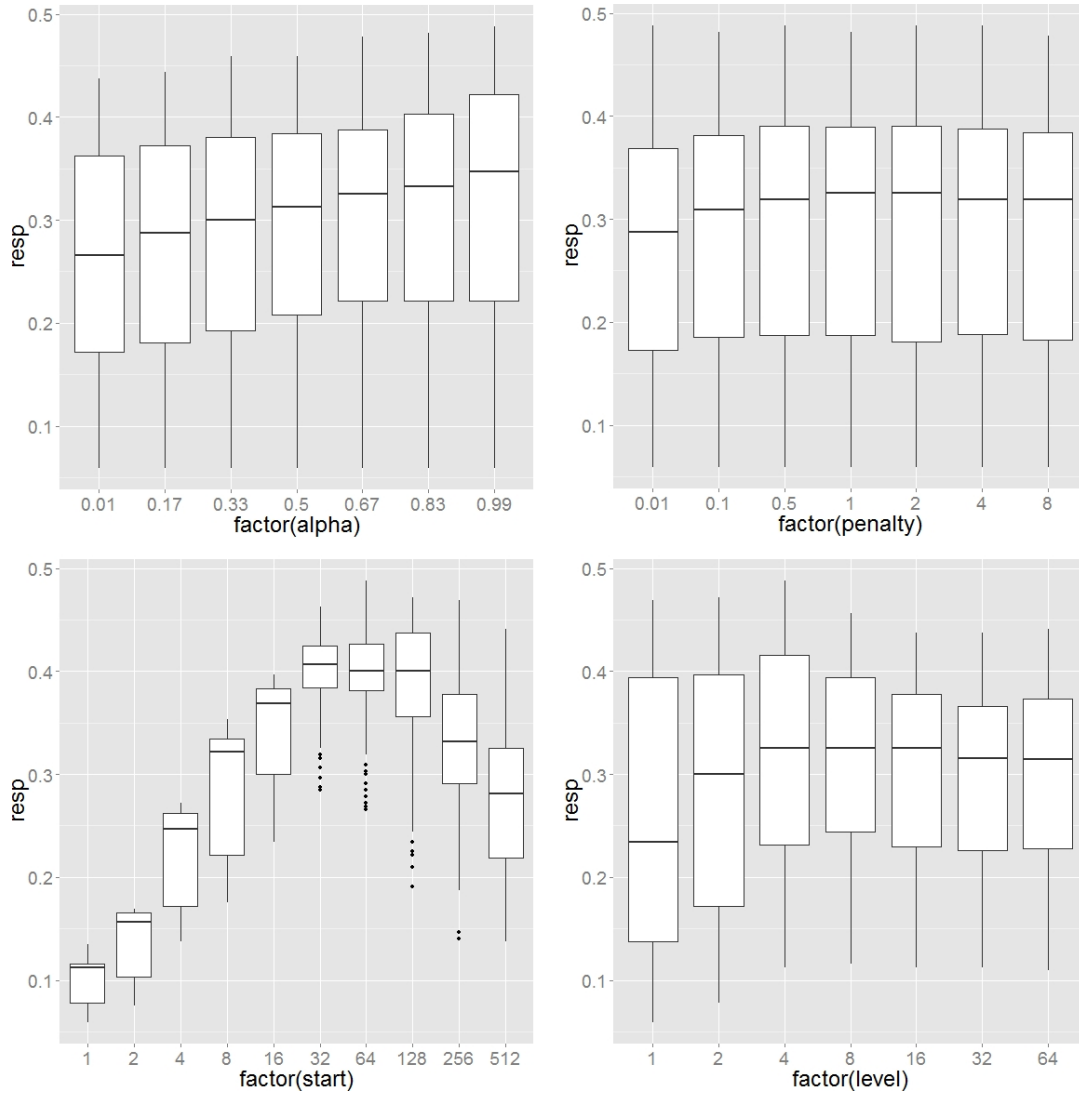 0.5
0.4
0.3
0.2
0.1
resp
0.01 0.17 0.33 0.5 0.67 0.83 0.99
factor(alpha)
0.5
0.4
0.3
0.2
0.1
resp
0.01 0.1 0.5 1 2 4 8
factor(penalty)
0.5
0.4
0.3
0.2
0.1
resp
1 2 4 8 16 32 64 128 256 512
factor(start)
0.5
0.4
0.3
0.2
0.1
resp
1 2 4 8 16 32 64
factor(level)